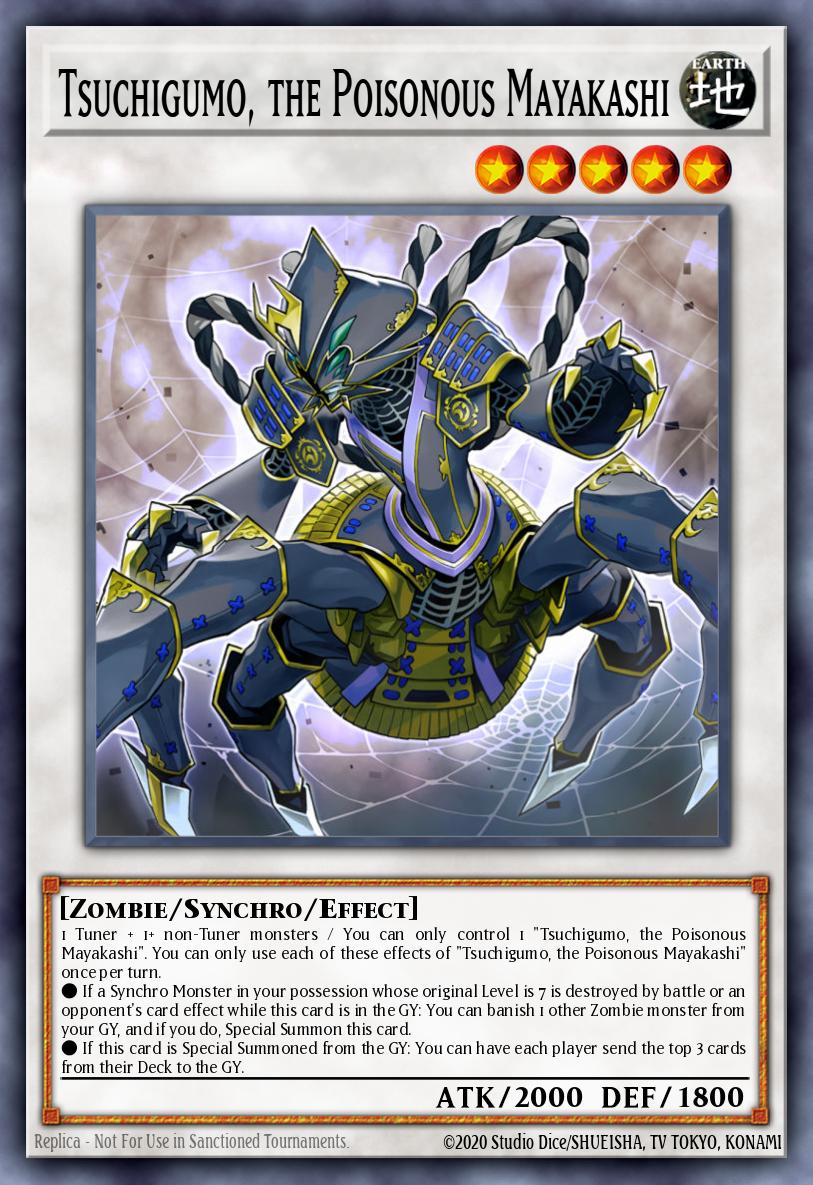 Tsuchigumo, the Poisonous Mayakashi
EARTH
地
[Zombie/Synchro/Effect]
1 Tuner + 1+ non-Tuner monsters / You can only control 1 "Tsuchigumo, the Poisonous
Mayakashi". You can only use each of these effects of "Tsuchigumo, the Poisonous Mayakashi"
once per turn.
● If a Synchro Monster in your possession whose original Level is 7 is destroyed by battle or an
opponent's card effect while this card is in the GY: You can banish 1 other Zombie monster from
your GY, and if you do, Special Summon this card.
● If this card is Special Summoned from the GY: You can have each player send the top 3 cards
from their Deck to the GY.
ATK/2000 DEF/1800
Replica - Not For Use in Sanctioned Tournaments.
©2020 Studio Dice/SHUEISHA, TV TOKYO, KONAMI